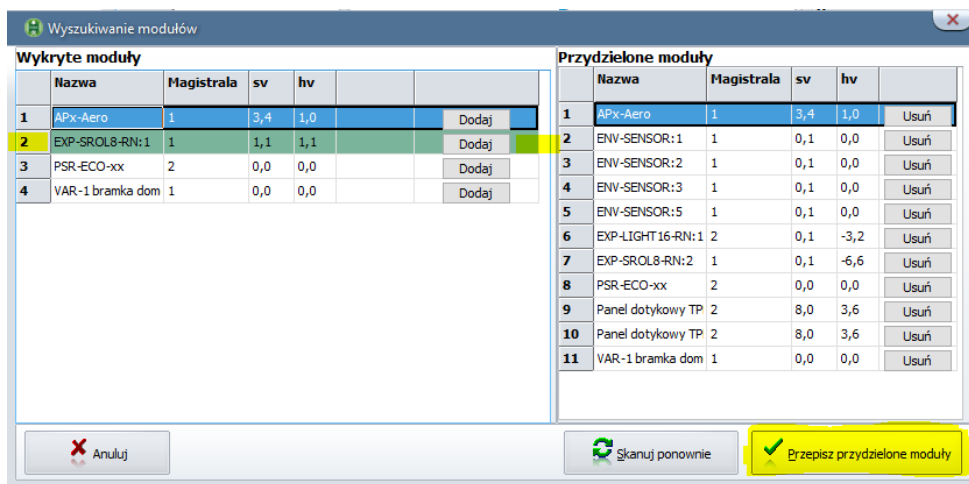 Wyszukiwanie modułów
Wykryte moduły
Nazwa Magistrala sv hv
1 APx-Aero 1 3,4 1,0 Dodaj
2 EXP-SROL8-RN:1 1 1,1 1,1 Dodaj
3 PSR-ECO-xx 2 0,0 0,0 Dodaj
4 VAR-1 bramka dom 1 0,0 0,0 Dodaj
Przydzielone moduły
Nazwa Magistrala sv hv
1 APx-Aero 1 3,4 1,0 Usuń
2 ENV-SENSOR:1 1 0,1 0,0 Usuń
3 ENV-SENSOR:2 1 0,1 0,0 Usuń
4 ENV-SENSOR:3 1 0,1 0,0 Usuń
5 ENV-SENSOR:5 1 0,1 0,0 Usuń
6 EXP-LIGHT16-RN:1 2 0,1 -3,2 Usuń
7 EXP-SROL8-RN:2 1 0,1 -6,6 Usuń
8 PSR-ECO-xx 2 0,0 0,0 Usuń
9 Panel dotykowy TP 2 8,0 3,6 Usuń
10 Panel dotykowy TP 2 8,0 3,6 Usuń
11 VAR-1 bramka dom 1 0,0 0,0 Usuń
Anuluj
Skanuj ponownie
Przepisz przydzielone moduły